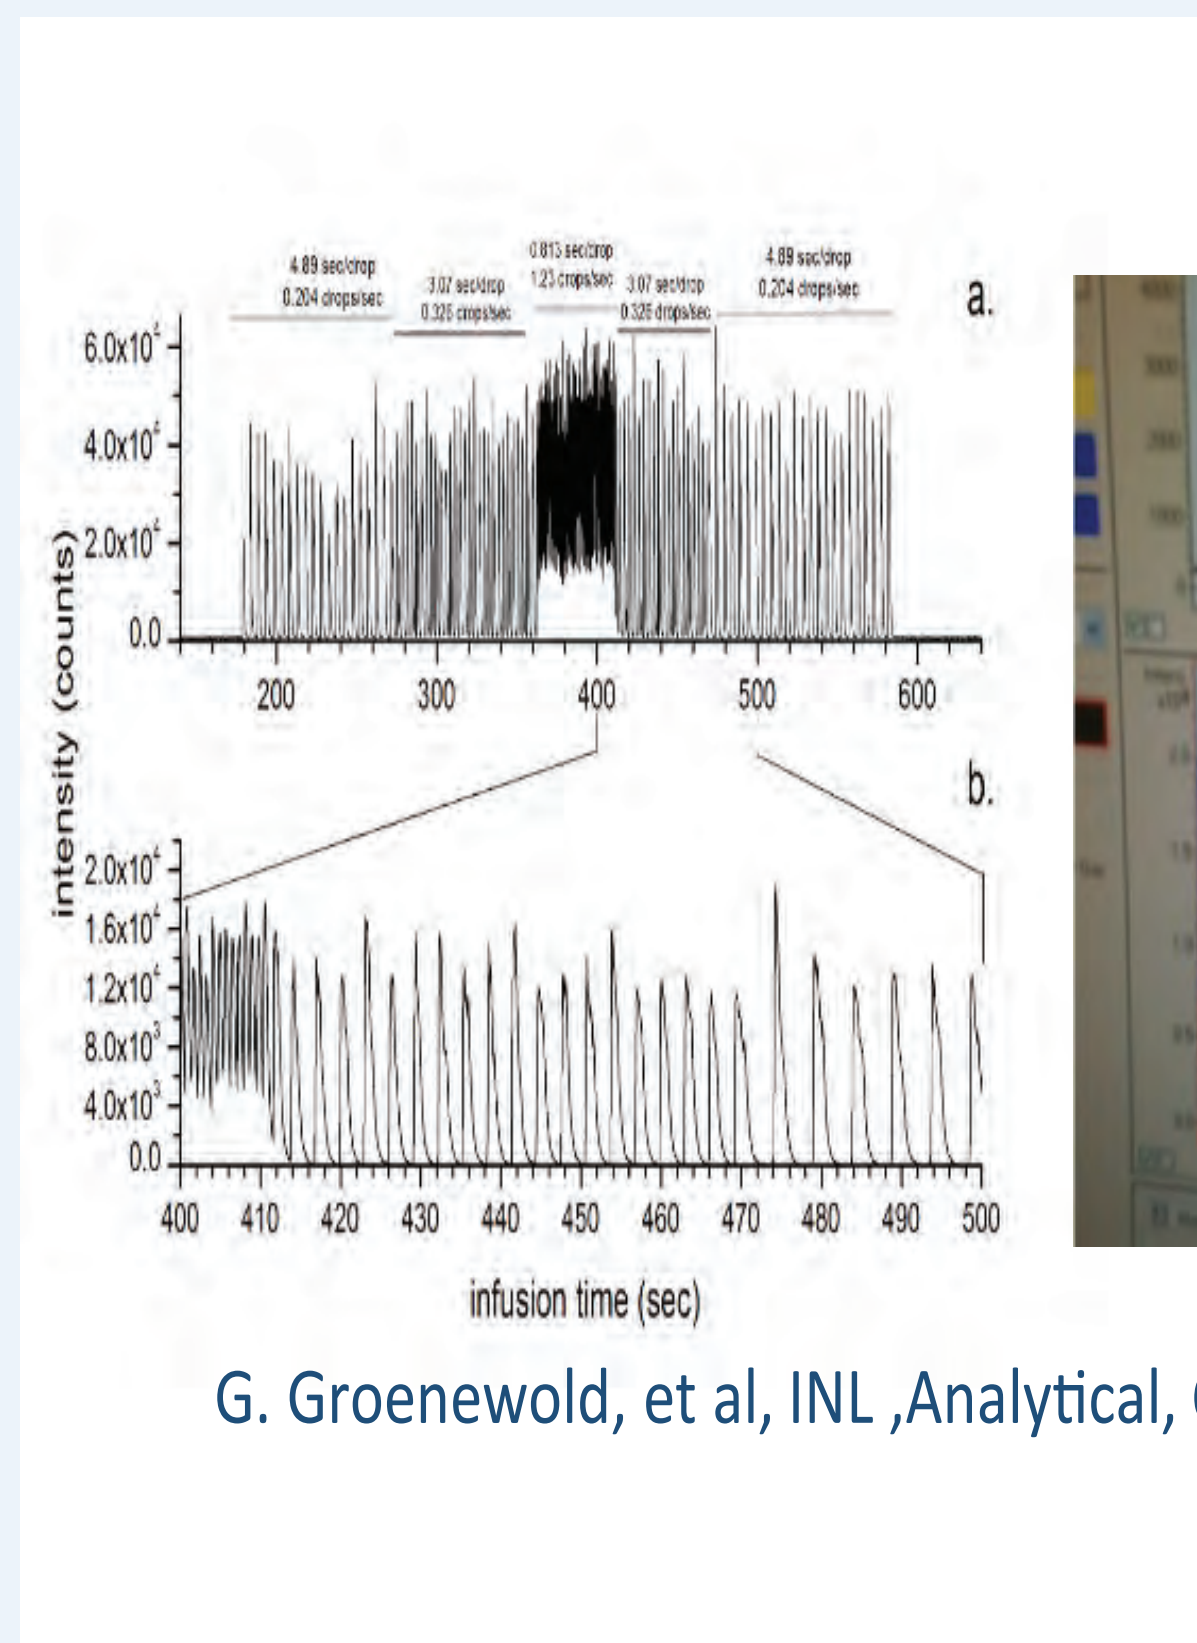 4.89 sec/drop
0.204 drops/sec
3.07 sec/drop
0.326 drops/sec
0.813 sec/drop
1.23 drops/sec
3.07 sec/drop
0.326 drops/sec
4.89 sec/drop
0.204 drops/sec
a.
6.0x10⁴
4.0x10⁴
2.0x10⁴
0.0
200 300 400 500 600
intensity (counts)
b.
2.0x10⁴
1.6x10⁴
1.2x10⁴
8.0x10³
4.0x10³
0.0
400 410 420 430 440 450 460 470 480 490 500
infusion time (sec)
G. Groenewold, et al, INL ,Analytical,